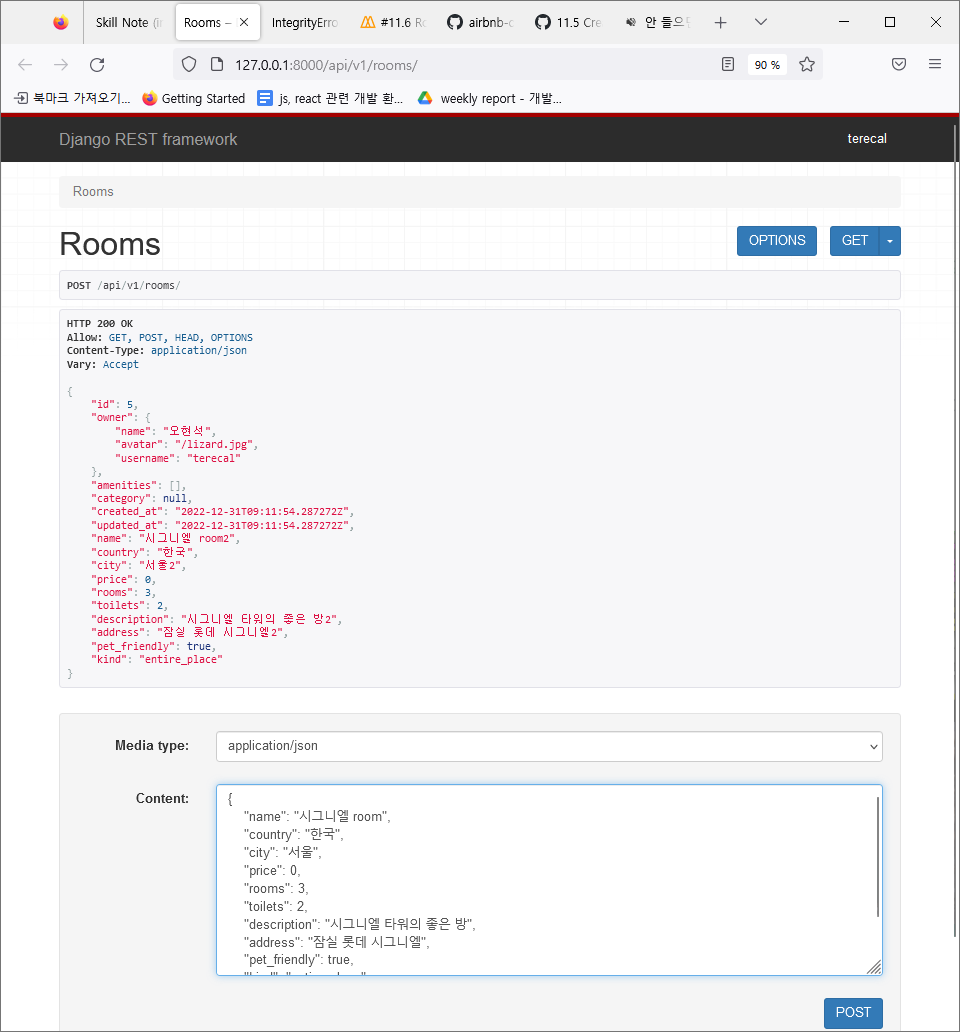 Skill Note (in
Rooms –
IntegrityErro
#11.6 Ro
airbnb-c
11.5 Cre
안 들으면
127.0.0.1:8000/api/v1/rooms/
90 %
북마크 가져오기...
Getting Started
js, react 관련 개발 환...
weekly report - 개발...
Django REST framework
terecal
Rooms
Rooms
OPTIONS
GET
POST /api/v1/rooms/
HTTP 200 OK
Allow: GET, POST, HEAD, OPTIONS
Content-Type: application/json
Vary: Accept
{
"id": 5,
"owner": {
"name": "오현석",
"avatar": "/lizard.jpg",
"username": "terecal"
},
"amenities": [],
"category": null,
"created_at": "2022-12-31T09:11:54.287272Z",
"updated_at": "2022-12-31T09:11:54.287272Z",
"name": "시그니엘 room2",
"country": "한국",
"city": "서울2",
"price": 0,
"rooms": 3,
"toilets": 2,
"description": "시그니엘 타워의 좋은 방2",
"address": "잠실 롯데 시그니엘2",
"pet_friendly": true,
"kind": "entire_place"
}
Media type:
application/json
Content:
{
"name": "시그니엘 room",
"country": "한국",
"city": "서울",
"price": 0,
"rooms": 3,
"toilets": 2,
"description": "시그니엘 타워의 좋은 방",
"address": "잠실 롯데 시그니엘",
"pet_friendly": true,
POST